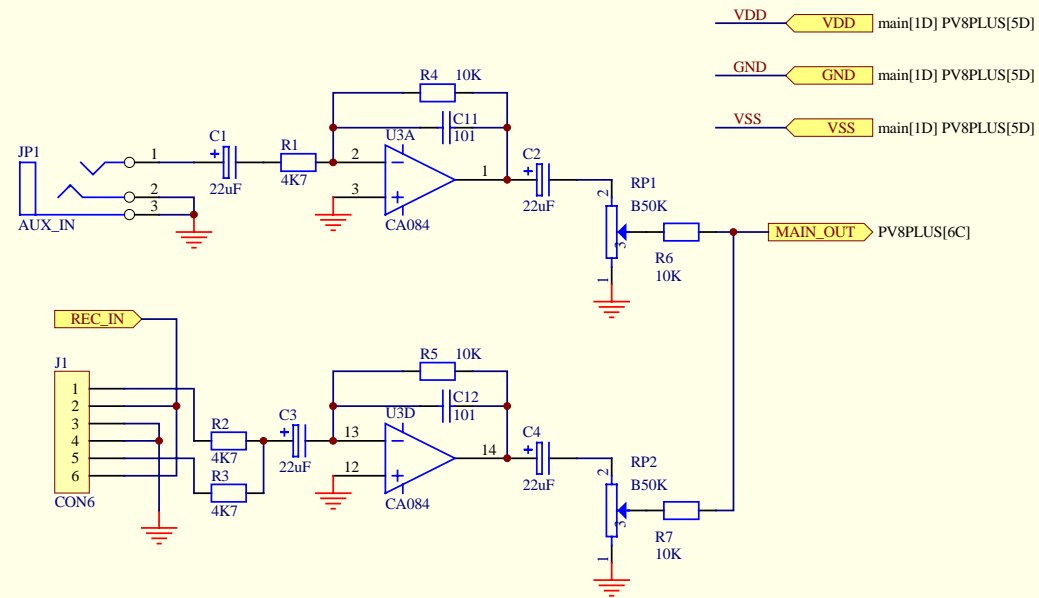 VDD
VDD main[1D] PV8PLUS[5D]
GND
GND main[1D] PV8PLUS[5D]
VSS
VSS main[1D] PV8PLUS[5D]
R4 10K
C11
101
U3A
C1
R1
JP1
1
2
1
C2
2
RP1
2
3
22uF
4K7
3
22uF
B50K
3
AUX_IN
CA084
MAIN_OUT PV8PLUS[6C]
3
R6
1
10K
REC_IN
R5 10K
J1
C12
101
1
2
3
4
5
6
CON6
R2
4K7
R3
4K7
C3
22uF
U3D
13
12
14
CA084
C4
22uF
RP2
B50K
2
3
1
R7
10K